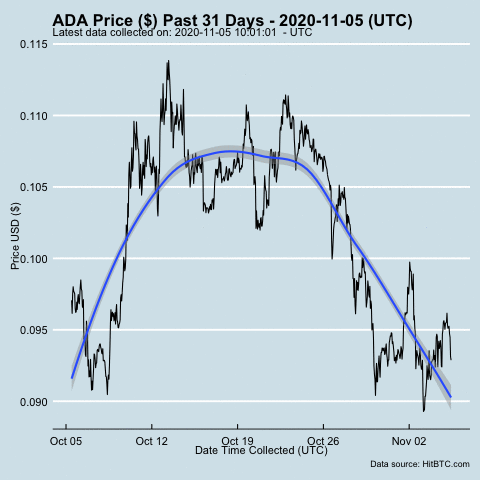 ADA Price ($) Past 31 Days - 2020-11-05 (UTC)
Latest data collected on: 2020-11-05 10:01:01 - UTC
0.115
0.110
0.105
0.100
0.095
0.090
Price USD ($)
Oct 05 Oct 12 Oct 19 Oct 26 Nov 02
Date Time Collected (UTC)
Data source: HitBTC.com